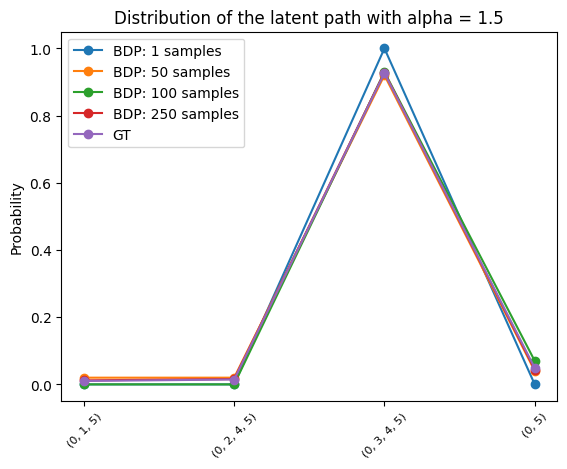 Distribution of the latent path with alpha = 1.5
BDP: 1 samples
BDP: 50 samples
BDP: 100 samples
BDP: 250 samples
GT
Probability
1.0
0.8
0.6
0.4
0.2
0.0
(0, 1, 5)
(0, 2, 4, 5)
(0, 3, 4, 5)
(0, 5)